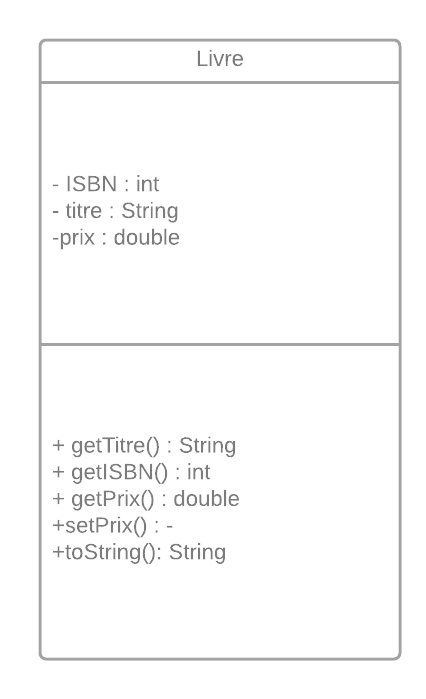 Livre
- ISBN : int
- titre : String
-prix : double
+ getTitre() : String
+ getISBN() : int
+ getPrix() : double
+setPrix() : -
+toString(): String